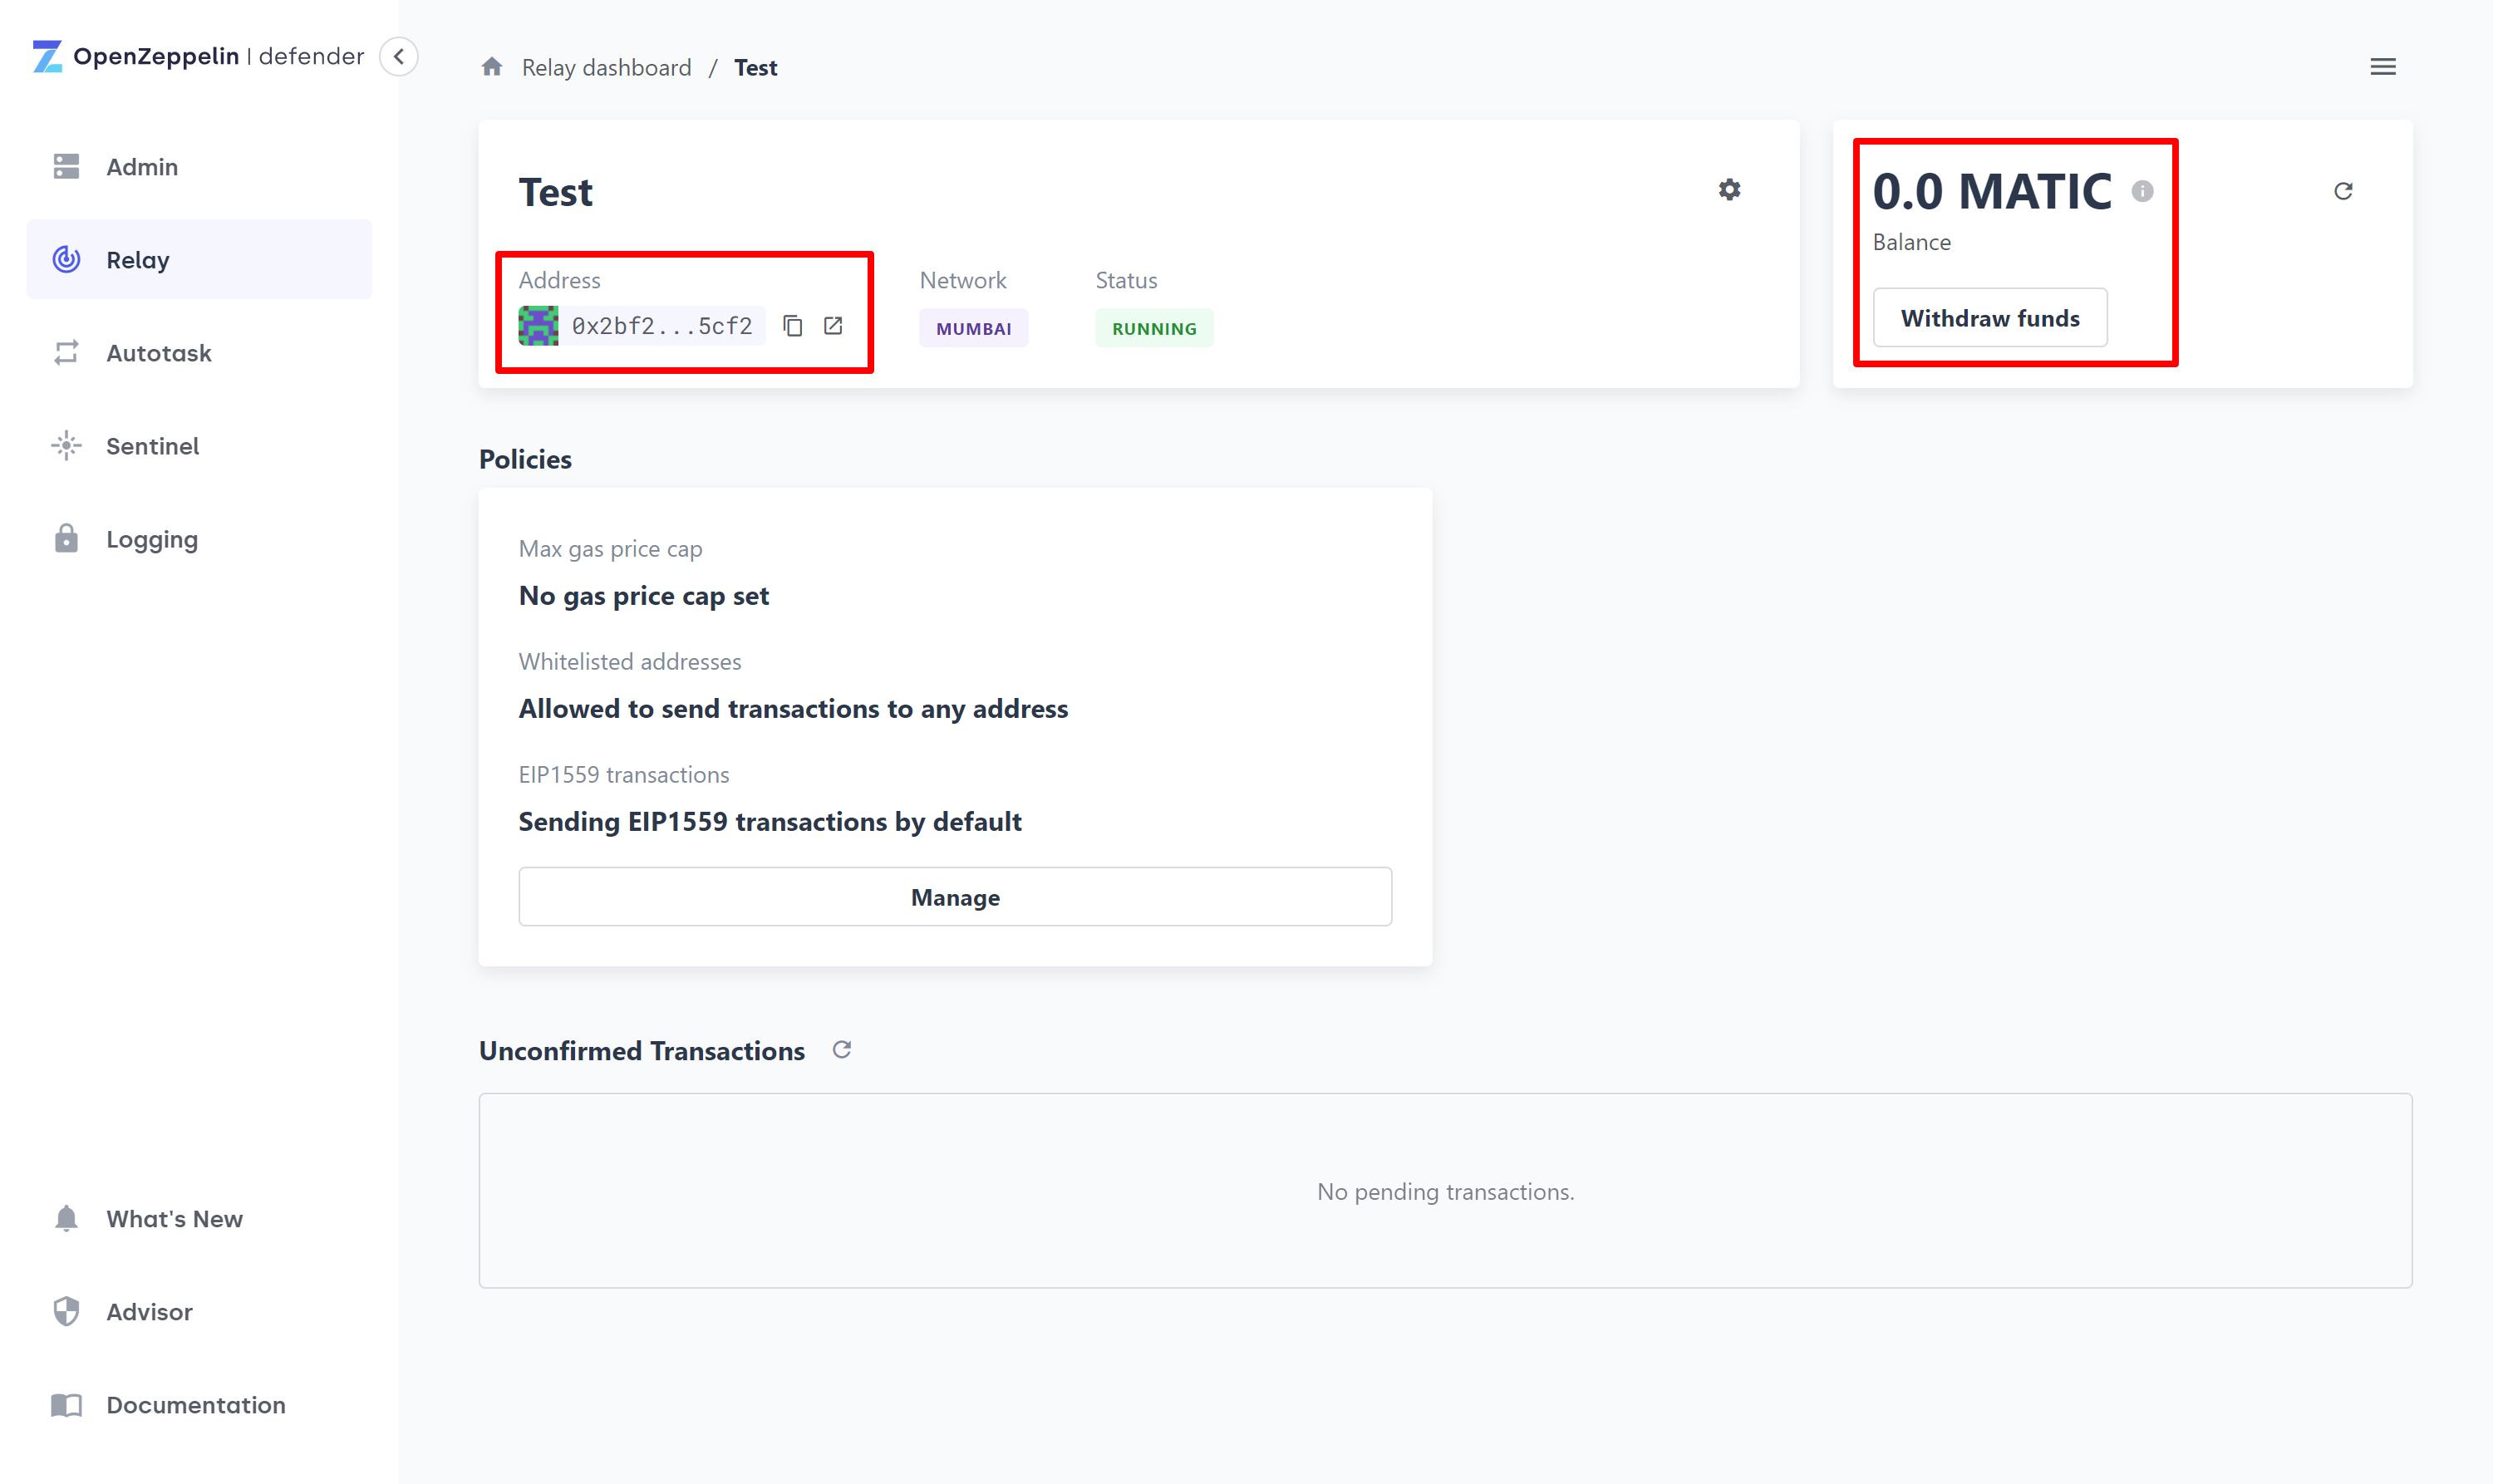 OpenZeppelin | defender
Relay dashboard / Test
Admin
Relay
Autotask
Sentinel
Logging
What's New
Advisor
Documentation
Test
Address
0x2bf2...5cf2
Network
MUMBAI
Status
RUNNING
0.0 MATIC
Balance
Withdraw funds
Policies
Max gas price cap
No gas price cap set
Whitelisted addresses
Allowed to send transactions to any address
EIP1559 transactions
Sending EIP1559 transactions by default
Manage
Unconfirmed Transactions
No pending transactions.